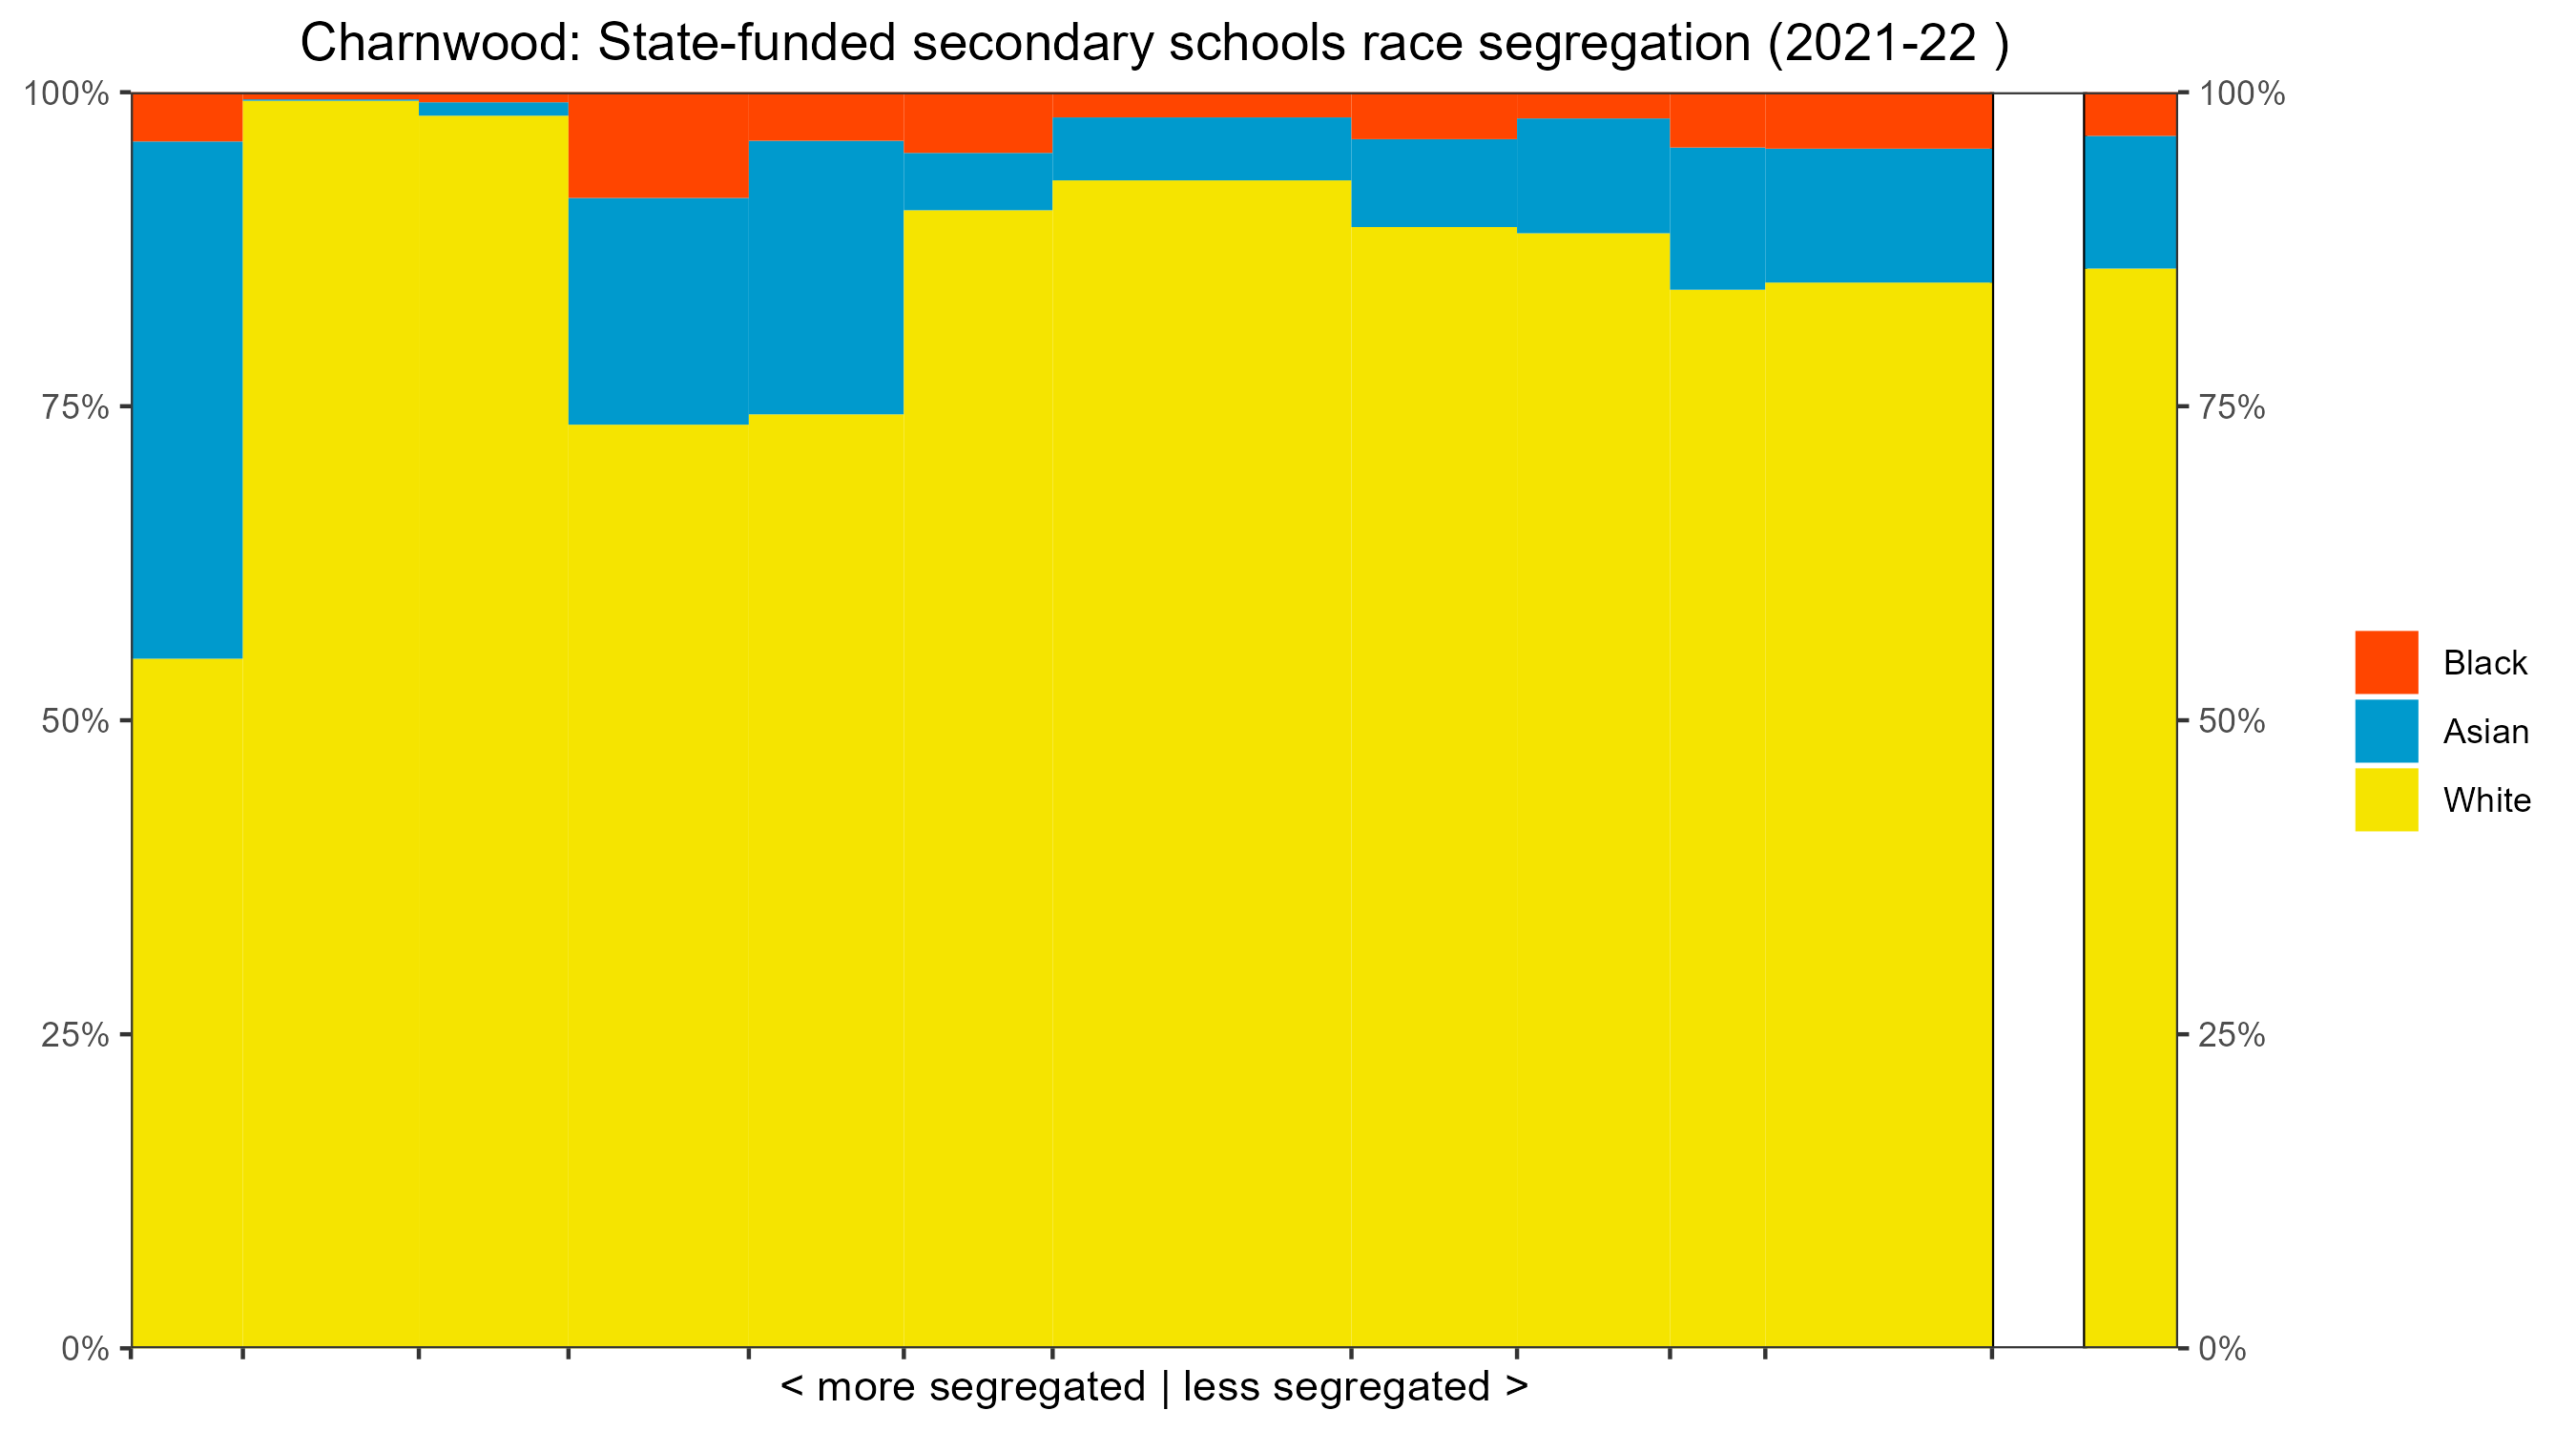 Charnwood: State-funded secondary schools race segregation (2021-22 )
100%
75%
50%
25%
0%
100%
75%
50%
25%
0%
Black
Asian
White
< more segregated | less segregated >